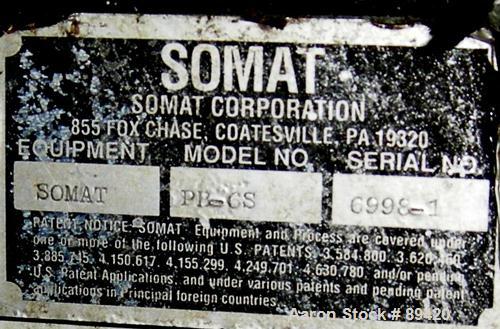 SOMAT
SOMAT CORPORATION
855 FOX CHASE, COATESVILLE, PA 19320
EQUIPMENT MODEL NO. SERIAL NO.
SOMAT PB-6S 6998-1
PATENT NOTICE-SOMAT, Equipment and Process are covered under
one or more of the following U.S. PATENTS. 3.584.800. 3.620.460.
3.885.745. 4.150.617. 4.155.299. 4.249.701. 4.630.780. and/or pending
U.S. Patent Applications, and under various patents and pending patent
applications in Principal foreign countries.
Aaron Stock # 89420